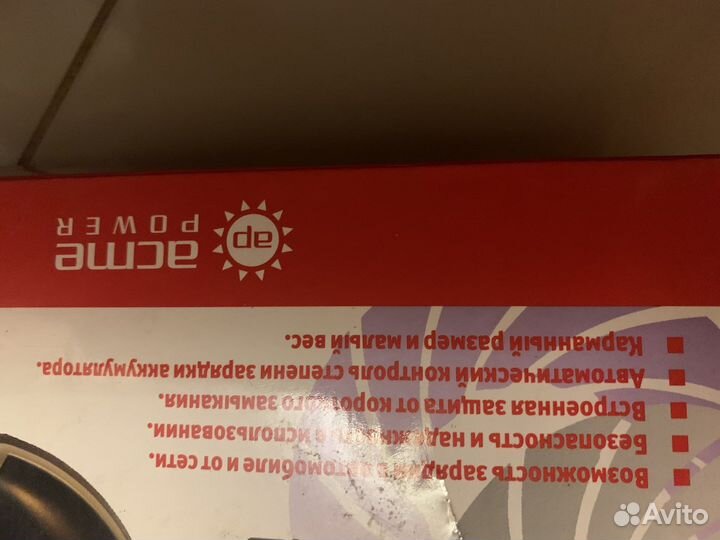 Возможность зарядки в автомобиле и от сети.
Безопасность и надежность в использовании.
Встроенная защита от короткого замыкания.
Автоматический контроль степени зарядки аккумулятора.
Карманный размер и малый вес.
ap
acme
POWER
Avito